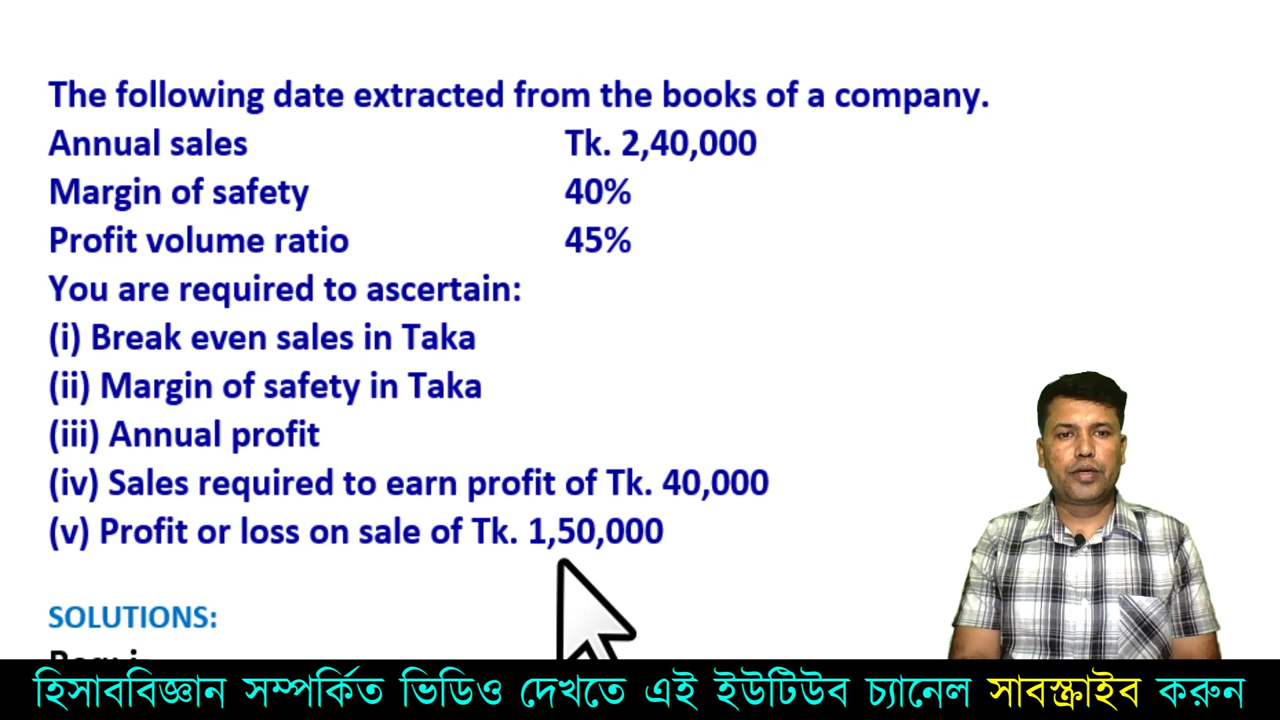 The following date extracted from the books of a company.
Annual sales Tk. 2,40,000
Margin of safety 40%
Profit volume ratio 45%
You are required to ascertain:
(i) Break even sales in Taka
(ii) Margin of safety in Taka
(iii) Annual profit
(iv) Sales required to earn profit of Tk. 40,000
(v) Profit or loss on sale of Tk. 1,50,000
SOLUTIONS:
হিসাববিজ্ঞান সম্পর্কিত ভিডিও দেখতে এই ইউটিউব চ্যানেল সাবস্ক্রাইব করুন